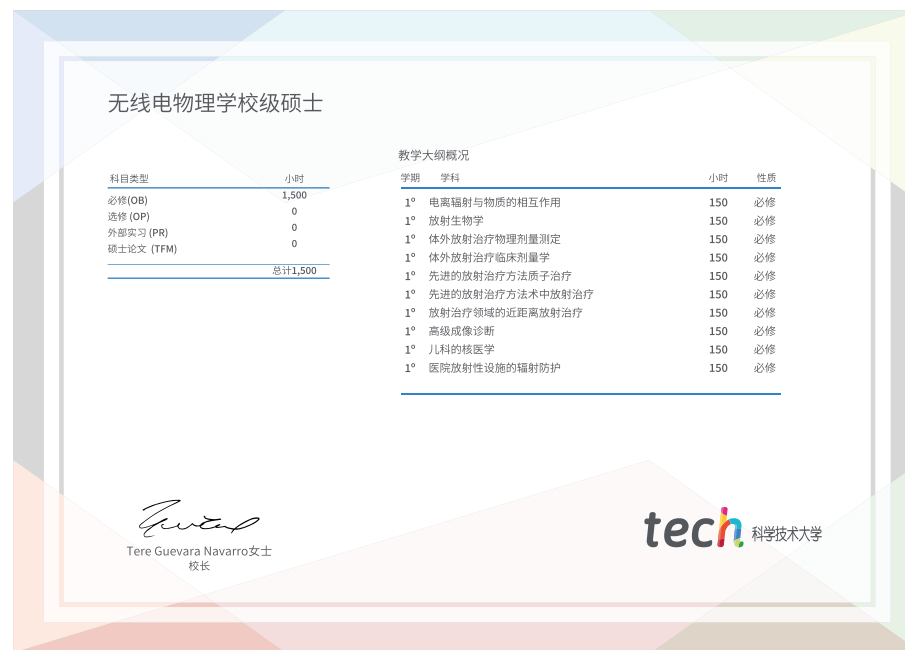 无线电物理学校级硕士
科目类型 小时
必修(OB) 1,500
选修 (OP) 0
外部实习 (PR) 0
硕士论文 (TFM) 0
总计1,500
教学大纲概况
学期 学科 小时 性质
1º 电离辐射与物质的相互作用 150 必修
1º 放射生物学 150 必修
1º 体外放射治疗物理剂量测定 150 必修
1º 体外放射治疗临床剂量学 150 必修
1º 先进的放射治疗方法质子治疗 150 必修
1º 先进的放射治疗方法术中放射治疗 150 必修
1º 放射治疗领域的近距离放射治疗 150 必修
1º 高级成像诊断 150 必修
1º 儿科的核医学 150 必修
1º 医院放射性设施的辐射防护 150 必修
Tere Guevara Navarro女士
校长
tech 科学技术大学